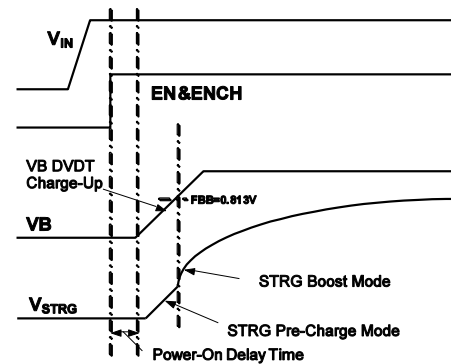 VIN
EN&ENCH
VB DVDT
Charge-Up
FBB=0.813V
VB
STRG Boost Mode
VSTRG
STRG Pre-Charge Mode
Power-On Delay Time